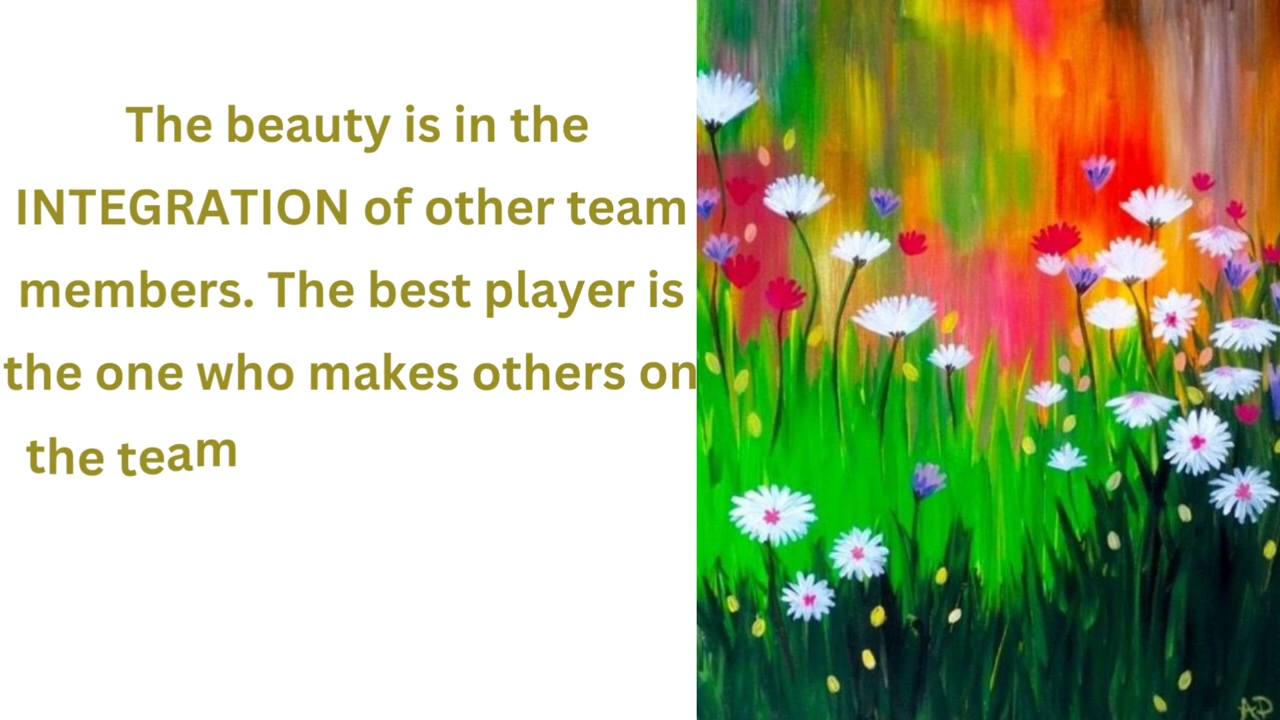 The beauty is in the
INTEGRATION of other team
members. The best player is
the one who makes others on
the team
AD